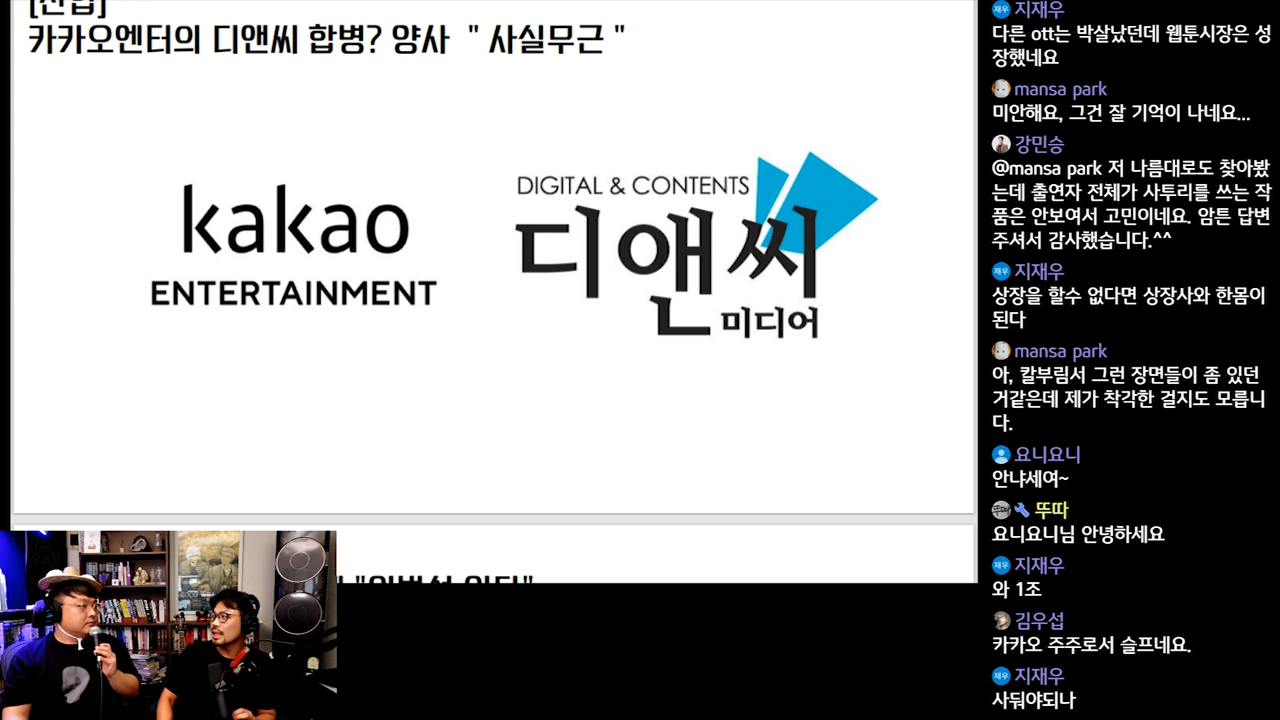 [산업]
카카오엔터의 디앤씨 합병? 양사 " 사실무근 "
kakao
ENTERTAINMENT
DIGITAL & CONTENTS
디앤씨
미디어
재우 지재우
다른 ott는 박살났던데 웹툰시장은 성
장했네요
mansa park
미안해요, 그건 잘 기억이 나네요...
강민승
@mansa park 저 나름대로도 찾아봤
는데 출연자 전체가 사투리를 쓰는 작
품은 안보여서 고민이네요. 암튼 답변
주셔서 감사했습니다.^^
재우 지재우
상장을 할수 없다면 상장사와 한몸이
된다
mansa park
아, 칼부림서 그런 장면들이 좀 있던
거같은데 제가 착각한 걸지도 모릅니
다.
요니요니
안냐세여~
뚜따
요니요니님 안녕하세요
재우 지재우
와 1조
김우섭
카카오 주주로서 슬프네요.
재우 지재우
사둬야되나